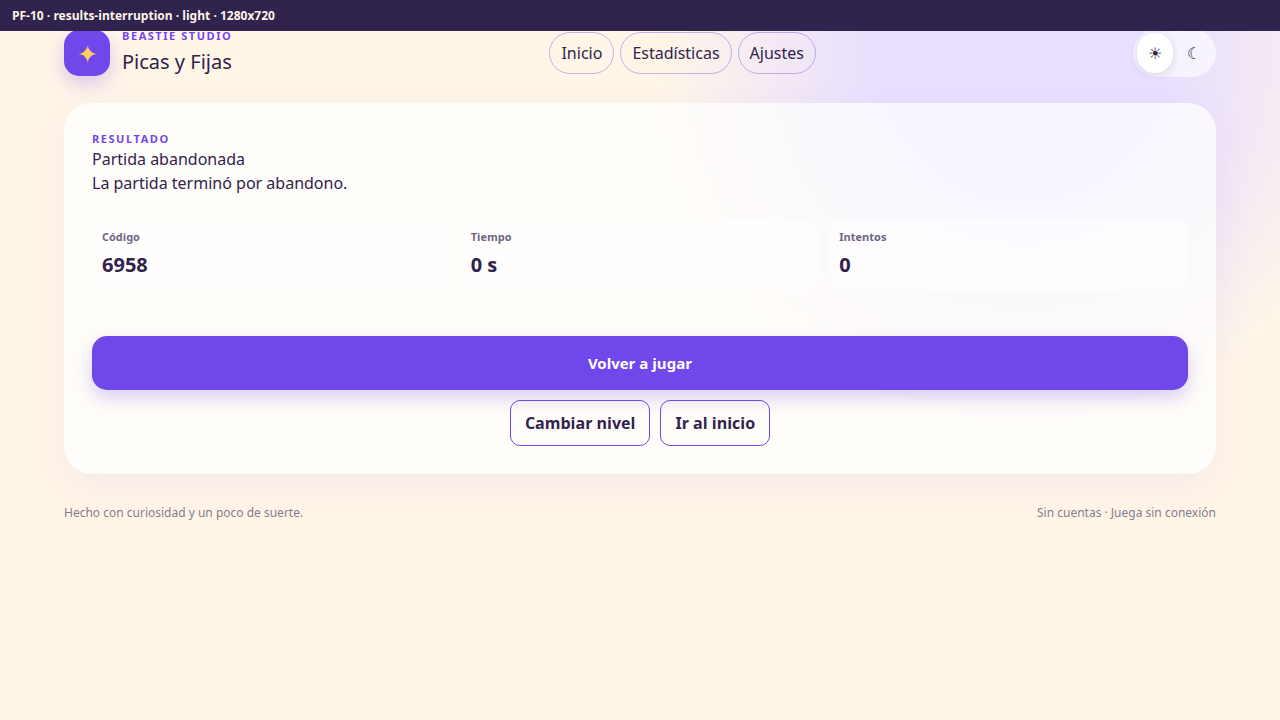 PF-10 · results-interruption · light · 1280x720
BEASTIE STUDIO
Picas y Fijas
Inicio
Estadísticas
Ajustes
RESULTADO
Partida abandonada
La partida terminó por abandono.
Código
6958
Tiempo
0 s
Intentos
0
Volver a jugar
Cambiar nivel
Ir al inicio
Hecho con curiosidad y un poco de suerte.
Sin cuentas · Juega sin conexión